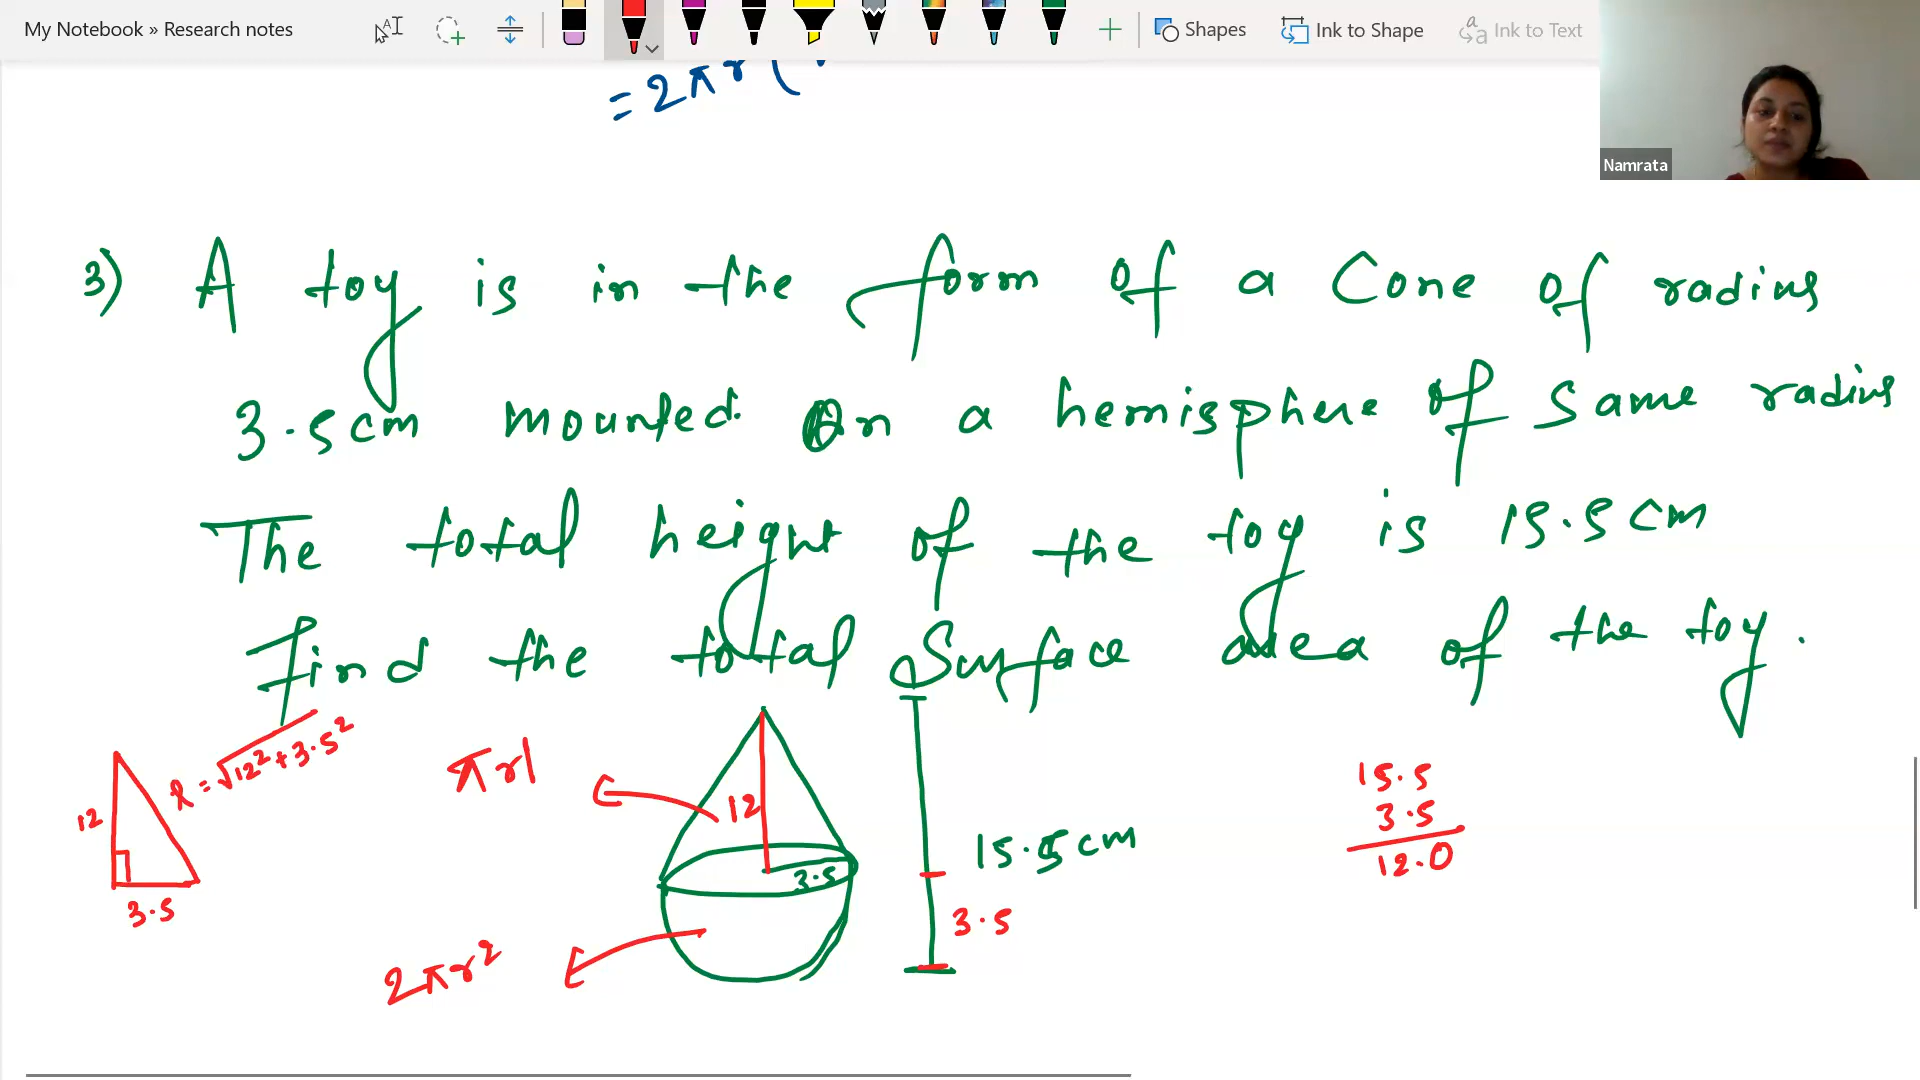 My Notebook » Research notes
Shapes
Ink to Shape
Ink to Text
Namrata
= 2πr (
3) A toy is in the form of a Cone of radius
3.5cm mounted on a hemisphere of same radius
The total height of the toy is 15.5cm
Find the total Surface area of the toy.
l = √12² + 3.5²
12
3.5
πrl
12
3.5
2πr²
15.5cm
3.5
15.5
3.5
12.0